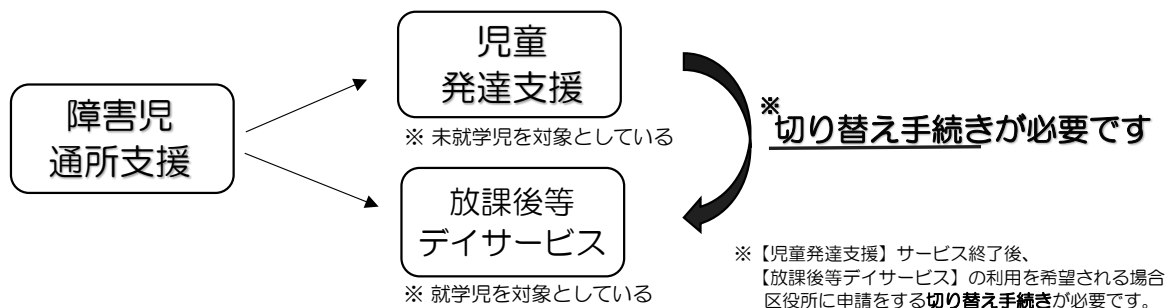 障害児
通所支援
児童
発達支援
※ 未就学児を対象としている
放課後等
デイサービス
※ 就学児を対象としている
※
切り替え手続きが必要です
※【児童発達支援】サービス終了後、
【放課後等デイサービス】の利用を希望される場合
区役所に申請をする切り替え手続きが必要です。